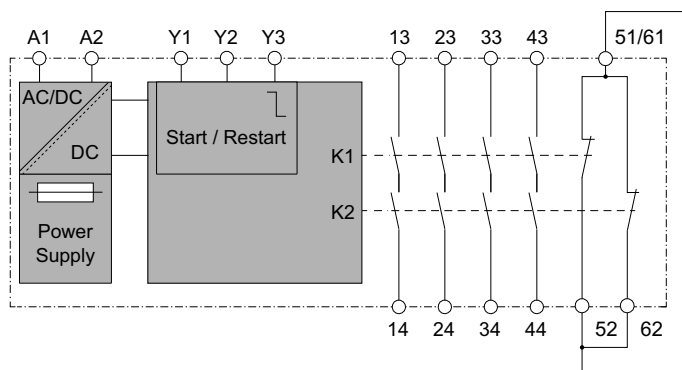 A1 A2 Y1 Y2 Y3 13 23 33 43 51/61
AC/DC
DC
Start / Restart
K1
K2
Power
Supply
14 24 34 44 52 62